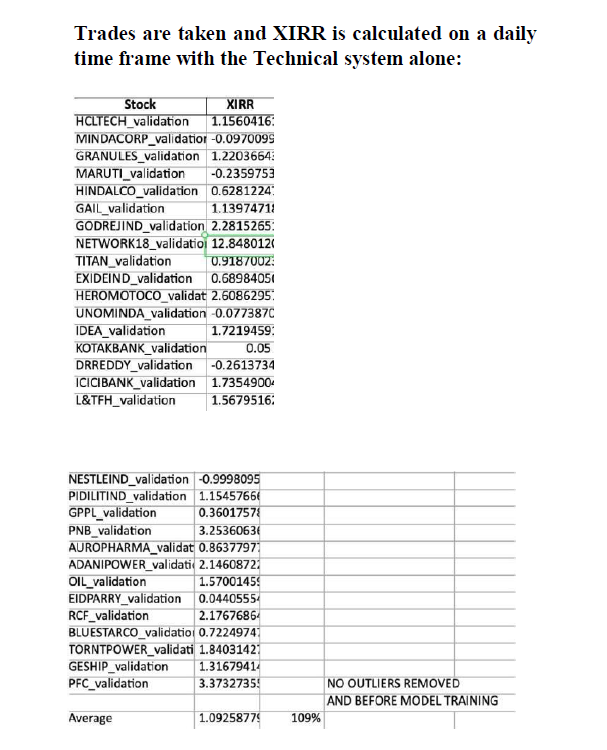 Trades are taken and XIRR is calculated on a daily
time frame with the Technical system alone:
Stock XIRR
HCLTECH_validation 1.15604161
MINDACORP_validation -0.0970099
GRANULES_validation 1.2203664
MARUTI_validation -0.2359753
HINDALCO_validation 0.6281224
GAIL_validation 1.1397471
GODREJIND_validation 2.2815265
NETWORK18_validatio 12.848012
TITAN_validation 0.9187002
EXIDEIND_validation 0.6898405
HEROMOTOCO_validat 2.6086295
UNOMINDA_validation -0.077387
IDEA_validation 1.7219459
KOTAKBANK_validation 0.05
DRREDDY_validation -0.2613734
ICICIBANK_validation 1.7354900
L&TFH_validation 1.5679516
NESTLEIND_validation -0.9998095
PIDILITIND_validation 1.1545766
GPPL_validation 0.3601757
PNB_validation 3.2536063
AUROPHARMA_validat 0.8637797
ADANIPOWER_validati 2.1460872
OIL_validation 1.5700145
EIDPARRY_validation 0.0440555
RCF_validation 2.1767686
BLUESTARCO_validatio 0.7224974
TORNTPOWER_validati 1.8403142
GESHIP_validation 1.3167941
PFC_validation 3.3732735 NO OUTLIERS REMOVED
AND BEFORE MODEL TRAINING
Average 1.0925877 109%